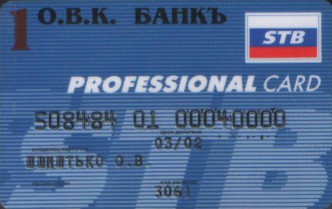 1 О.В.К. БАНКЪ
STB
PROFESSIONAL CARD
508484 01 00040000
03/02
О.В.
3061